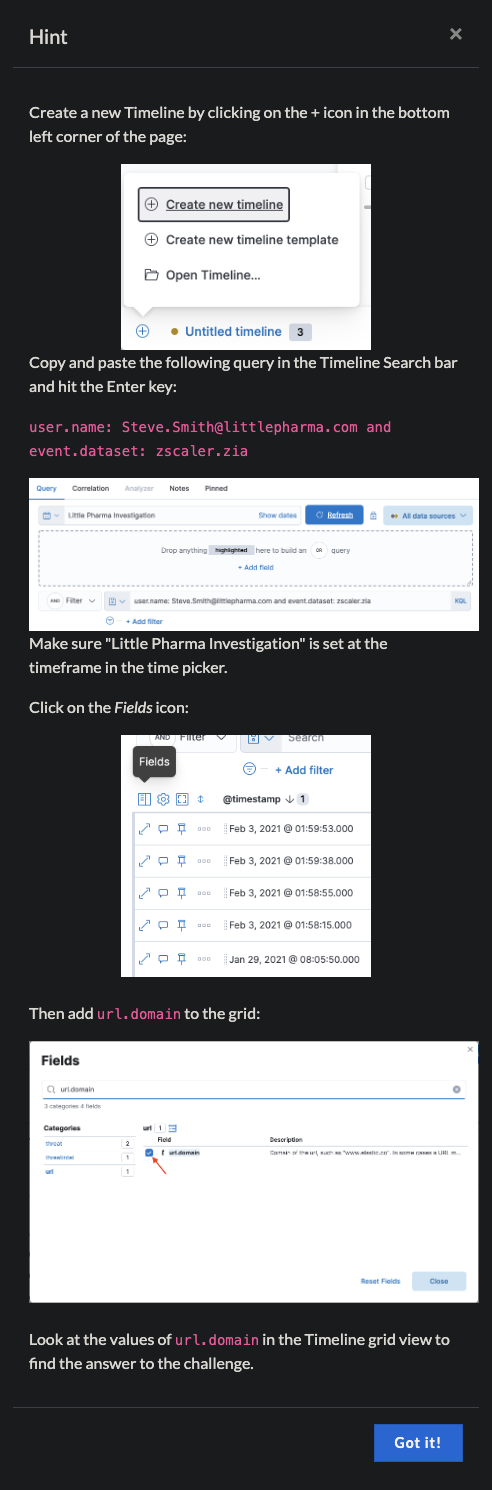 Hint
×
Create a new Timeline by clicking on the + icon in the bottom
left corner of the page:
Create new timeline
Create new timeline template
Open Timeline...
Untitled timeline 3
Copy and paste the following query in the Timeline Search bar
and hit the Enter key:
user.name: Steve.Smith@littlepharma.com and
event.dataset: zscaler.zia
Query Correlation Analyzer Notes Pinned
Little Pharma Investigation Show dates Refresh All data sources
Drop anything highlighted here to build an OR query
+ Add field
AND Filter user.name: Steve.Smith@littlepharma.com and event.dataset: zscaler.zia KQL
+ Add filter
Make sure "Little Pharma Investigation" is set at the
timeframe in the time picker.
Click on the Fields icon:
AND Filter Search
Fields
+ Add filter
@timestamp ↓ 1
Feb 3, 2021 @ 01:59:53.000
Feb 3, 2021 @ 01:59:38.000
Feb 3, 2021 @ 01:58:55.000
Feb 3, 2021 @ 01:58:15.000
Jan 29, 2021 @ 08:05:50.000
Then add url.domain to the grid:
×
Fields
url.domain
3 categories 4 fields
Categories url 1
Field Description
threat 2
url.domain Domain of the url, such as "www.elastic.co". In some cases a URL m...
threatintel 1
url 1
Reset Fields Close
Look at the values of url.domain in the Timeline grid view to
find the answer to the challenge.
Got it!